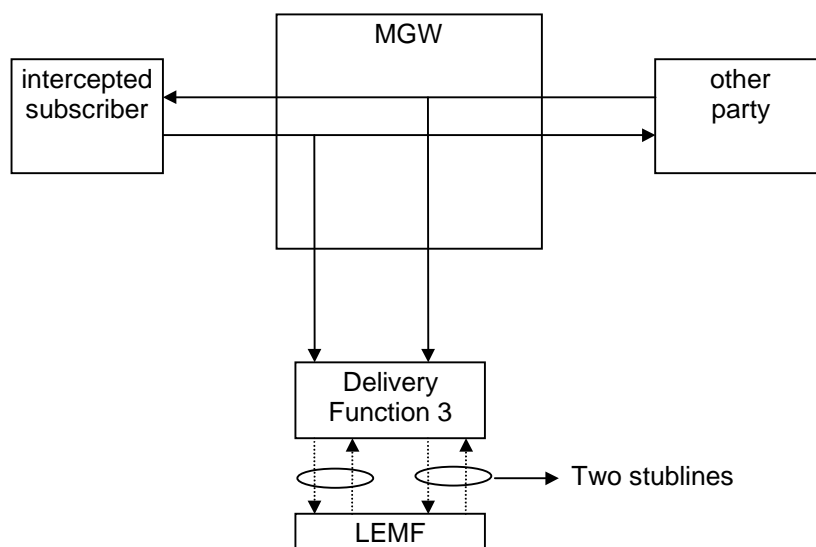 MGW
intercepted
subscriber
other
party
Delivery
Function 3
Two stublines
LEMF